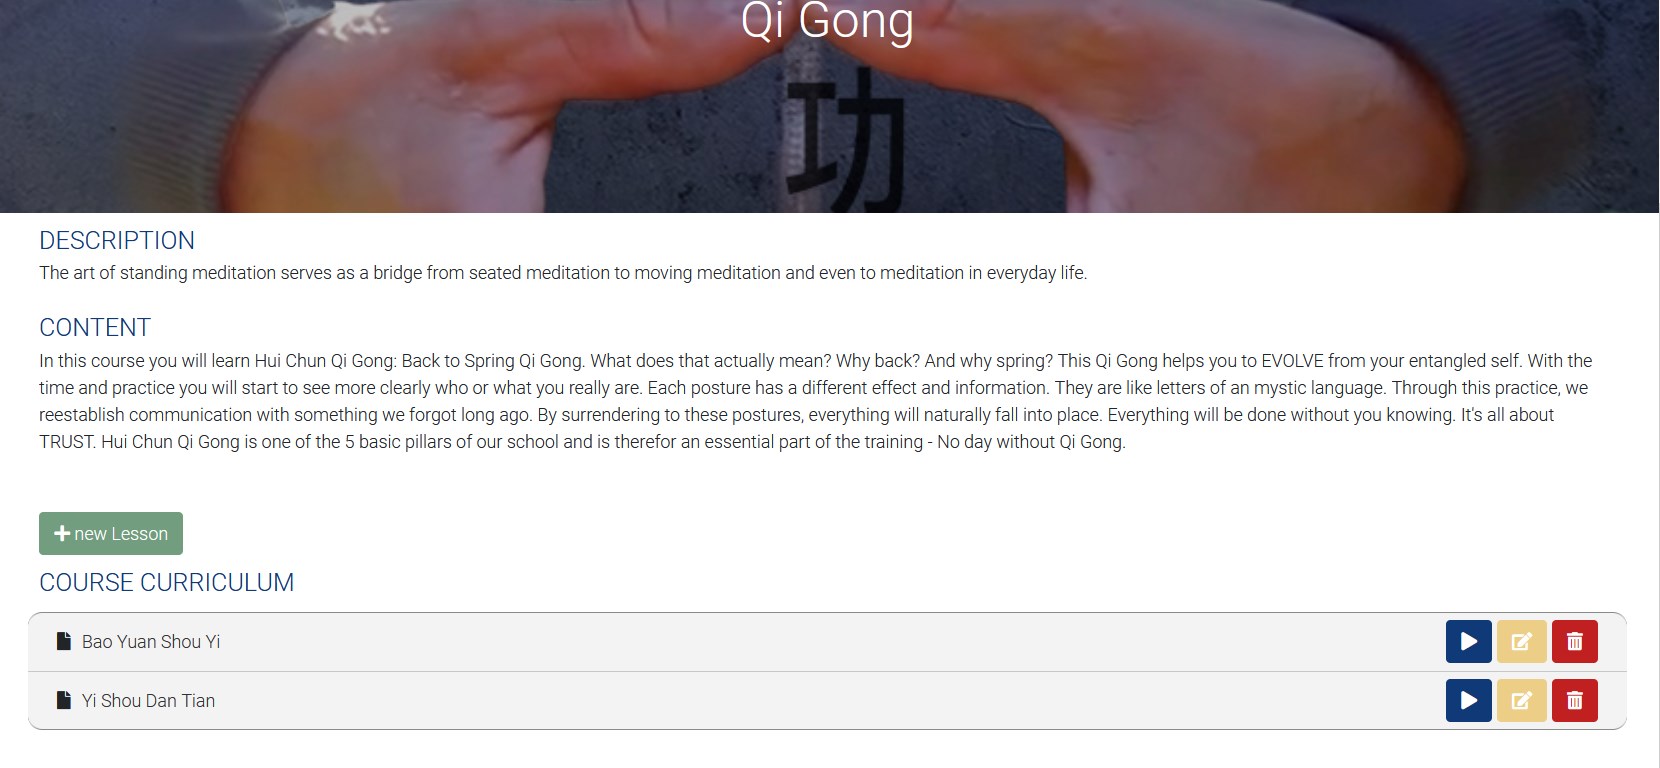 Qi Gong
功
DESCRIPTION
The art of standing meditation serves as a bridge from seated meditation to moving meditation and even to meditation in everyday life.
CONTENT
In this course you will learn Hui Chun Qi Gong: Back to Spring Qi Gong. What does that actually mean? Why back? And why spring? This Qi Gong helps you to EVOLVE from your entangled self. With the
time and practice you will start to see more clearly who or what you really are. Each posture has a different effect and information. They are like letters of an mystic language. Through this practice, we
reestablish communication with something we forgot long ago. By surrendering to these postures, everything will naturally fall into place. Everything will be done without you knowing. It's all about
TRUST. Hui Chun Qi Gong is one of the 5 basic pillars of our school and is therefor an essential part of the training - No day without Qi Gong.
new Lesson
COURSE CURRICULUM
Bao Yuan Shou Yi
Yi Shou Dan Tian